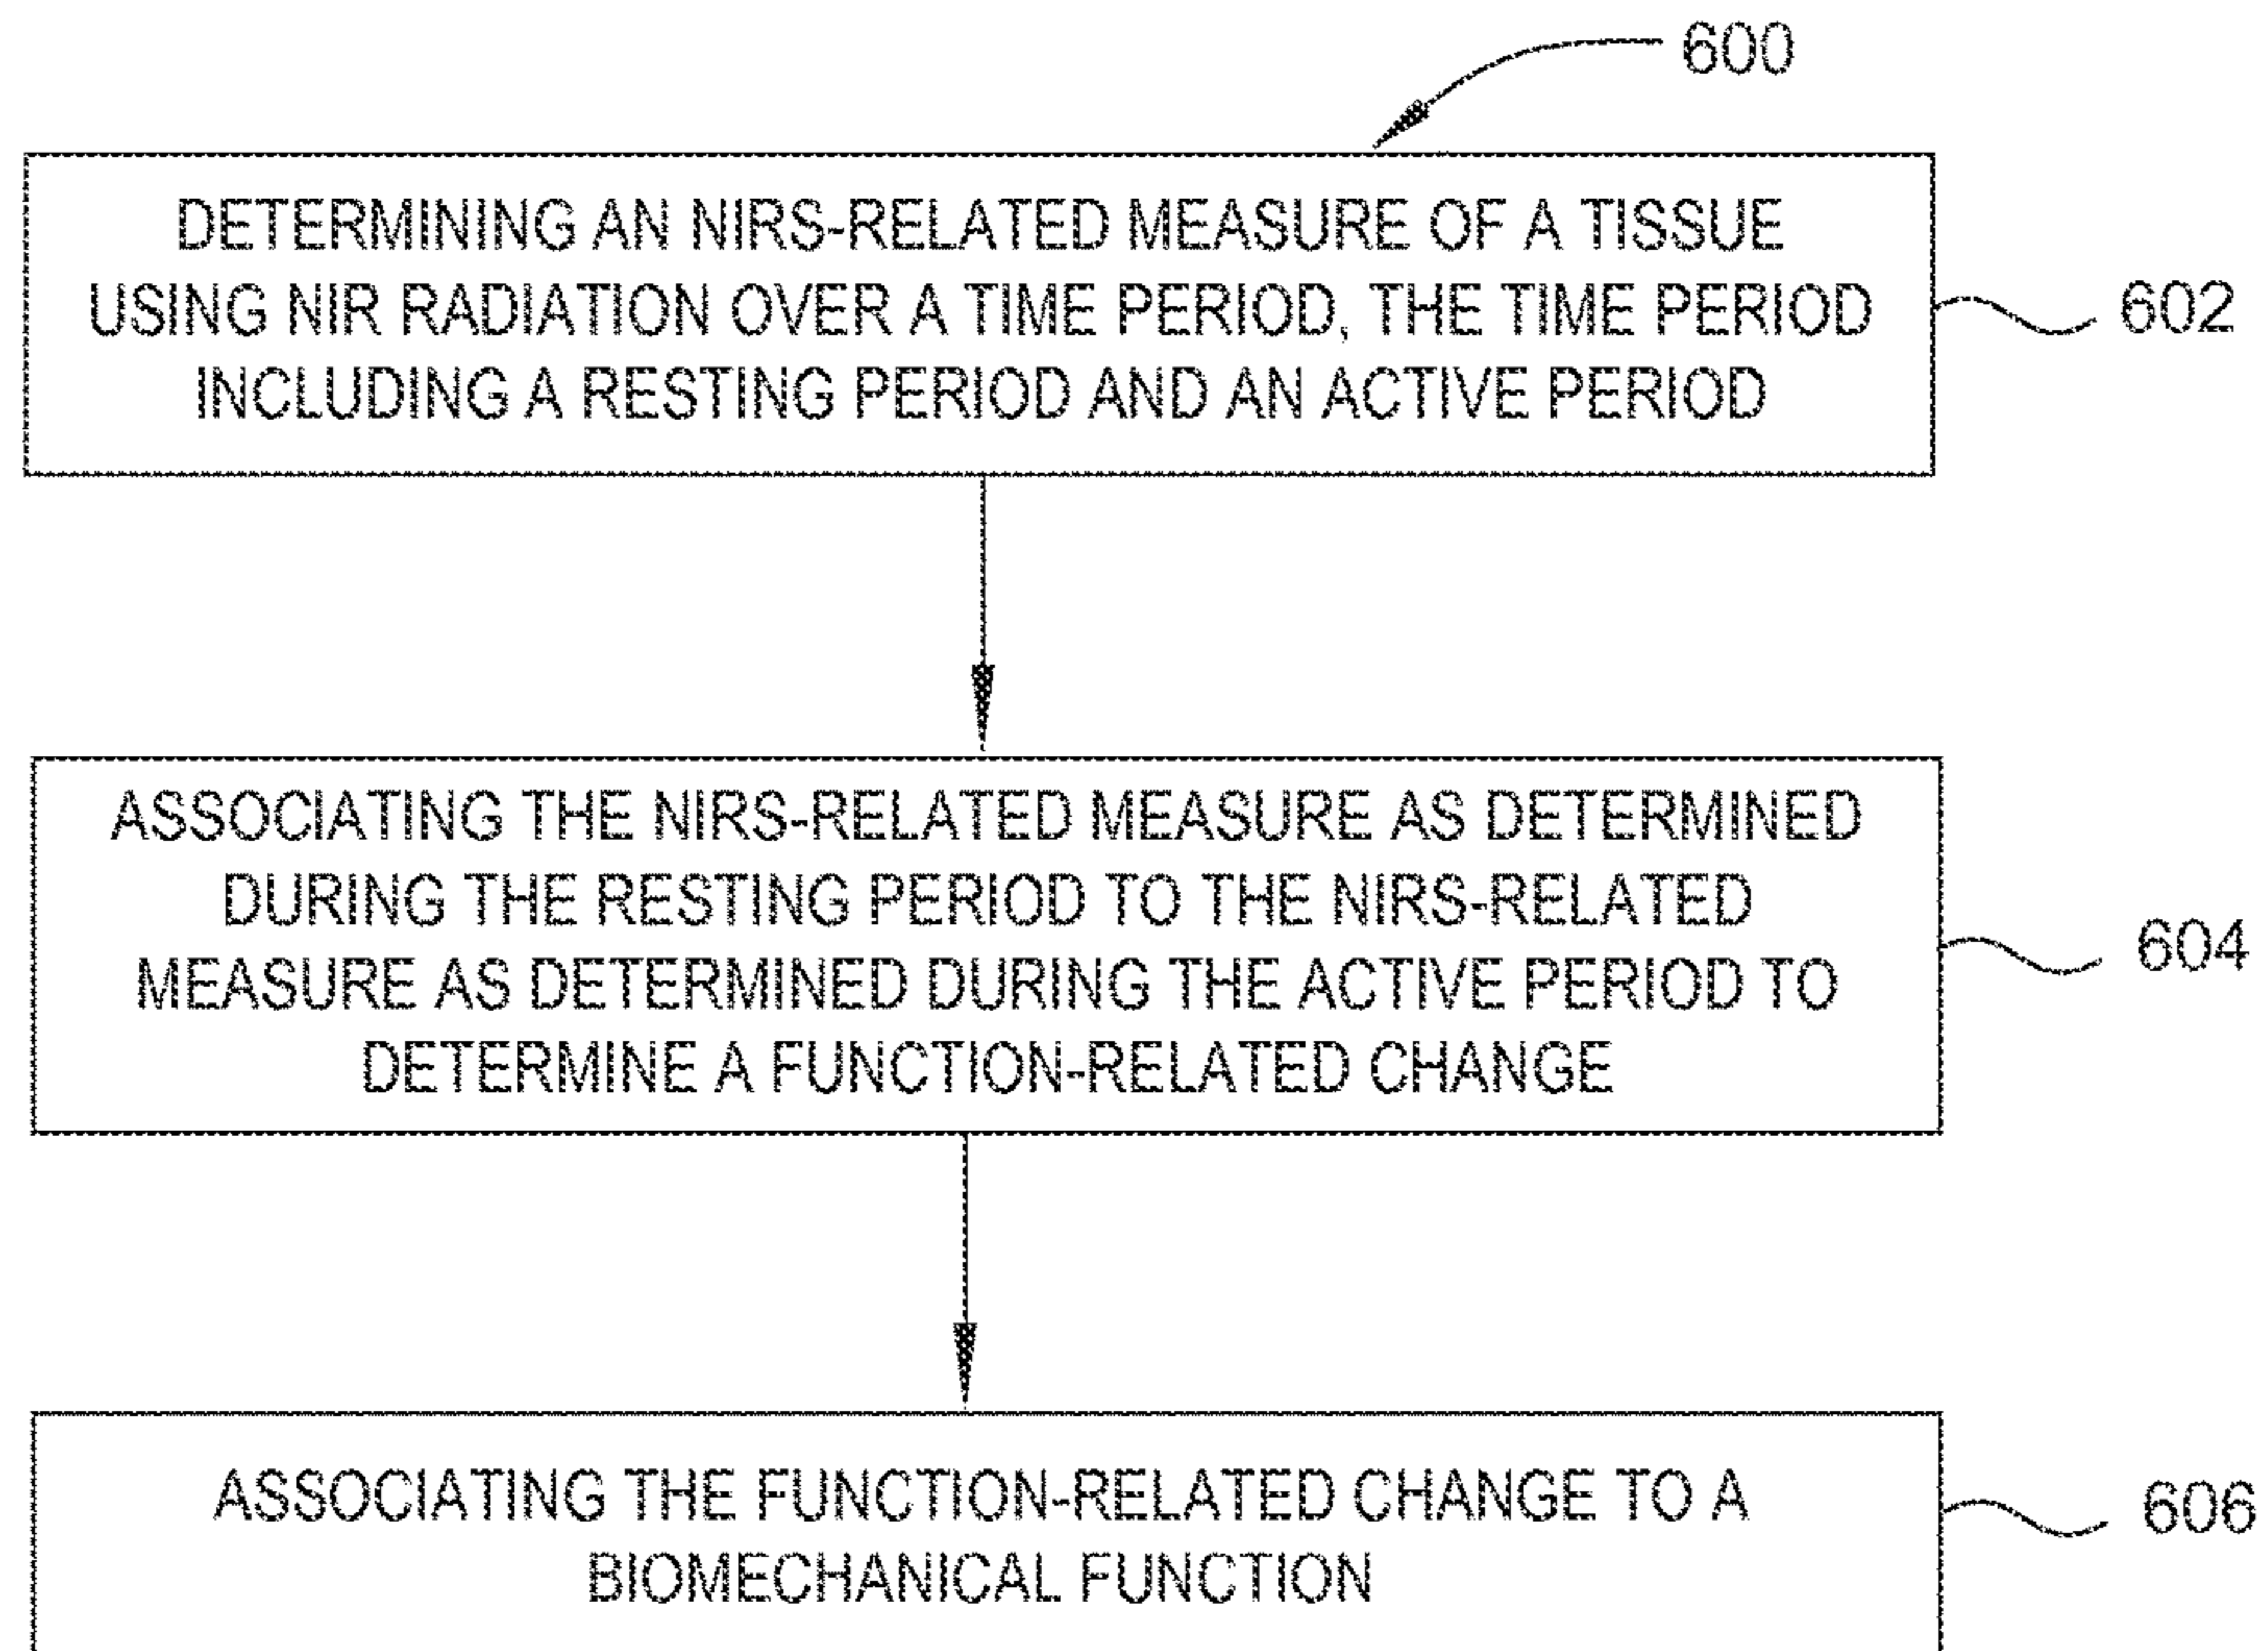 600
DETERMINING AN NIRS-RELATED MEASURE OF A TISSUE
USING NIR RADIATION OVER A TIME PERIOD, THE TIME PERIOD
INCLUDING A RESTING PERIOD AND AN ACTIVE PERIOD
602
ASSOCIATING THE NIRS-RELATED MEASURE AS DETERMINED
DURING THE RESTING PERIOD TO THE NIRS-RELATED
MEASURE AS DETERMINED DURING THE ACTIVE PERIOD TO
DETERMINE A FUNCTION-RELATED CHANGE
604
ASSOCIATING THE FUNCTION-RELATED CHANGE TO A
BIOMECHANICAL FUNCTION
606